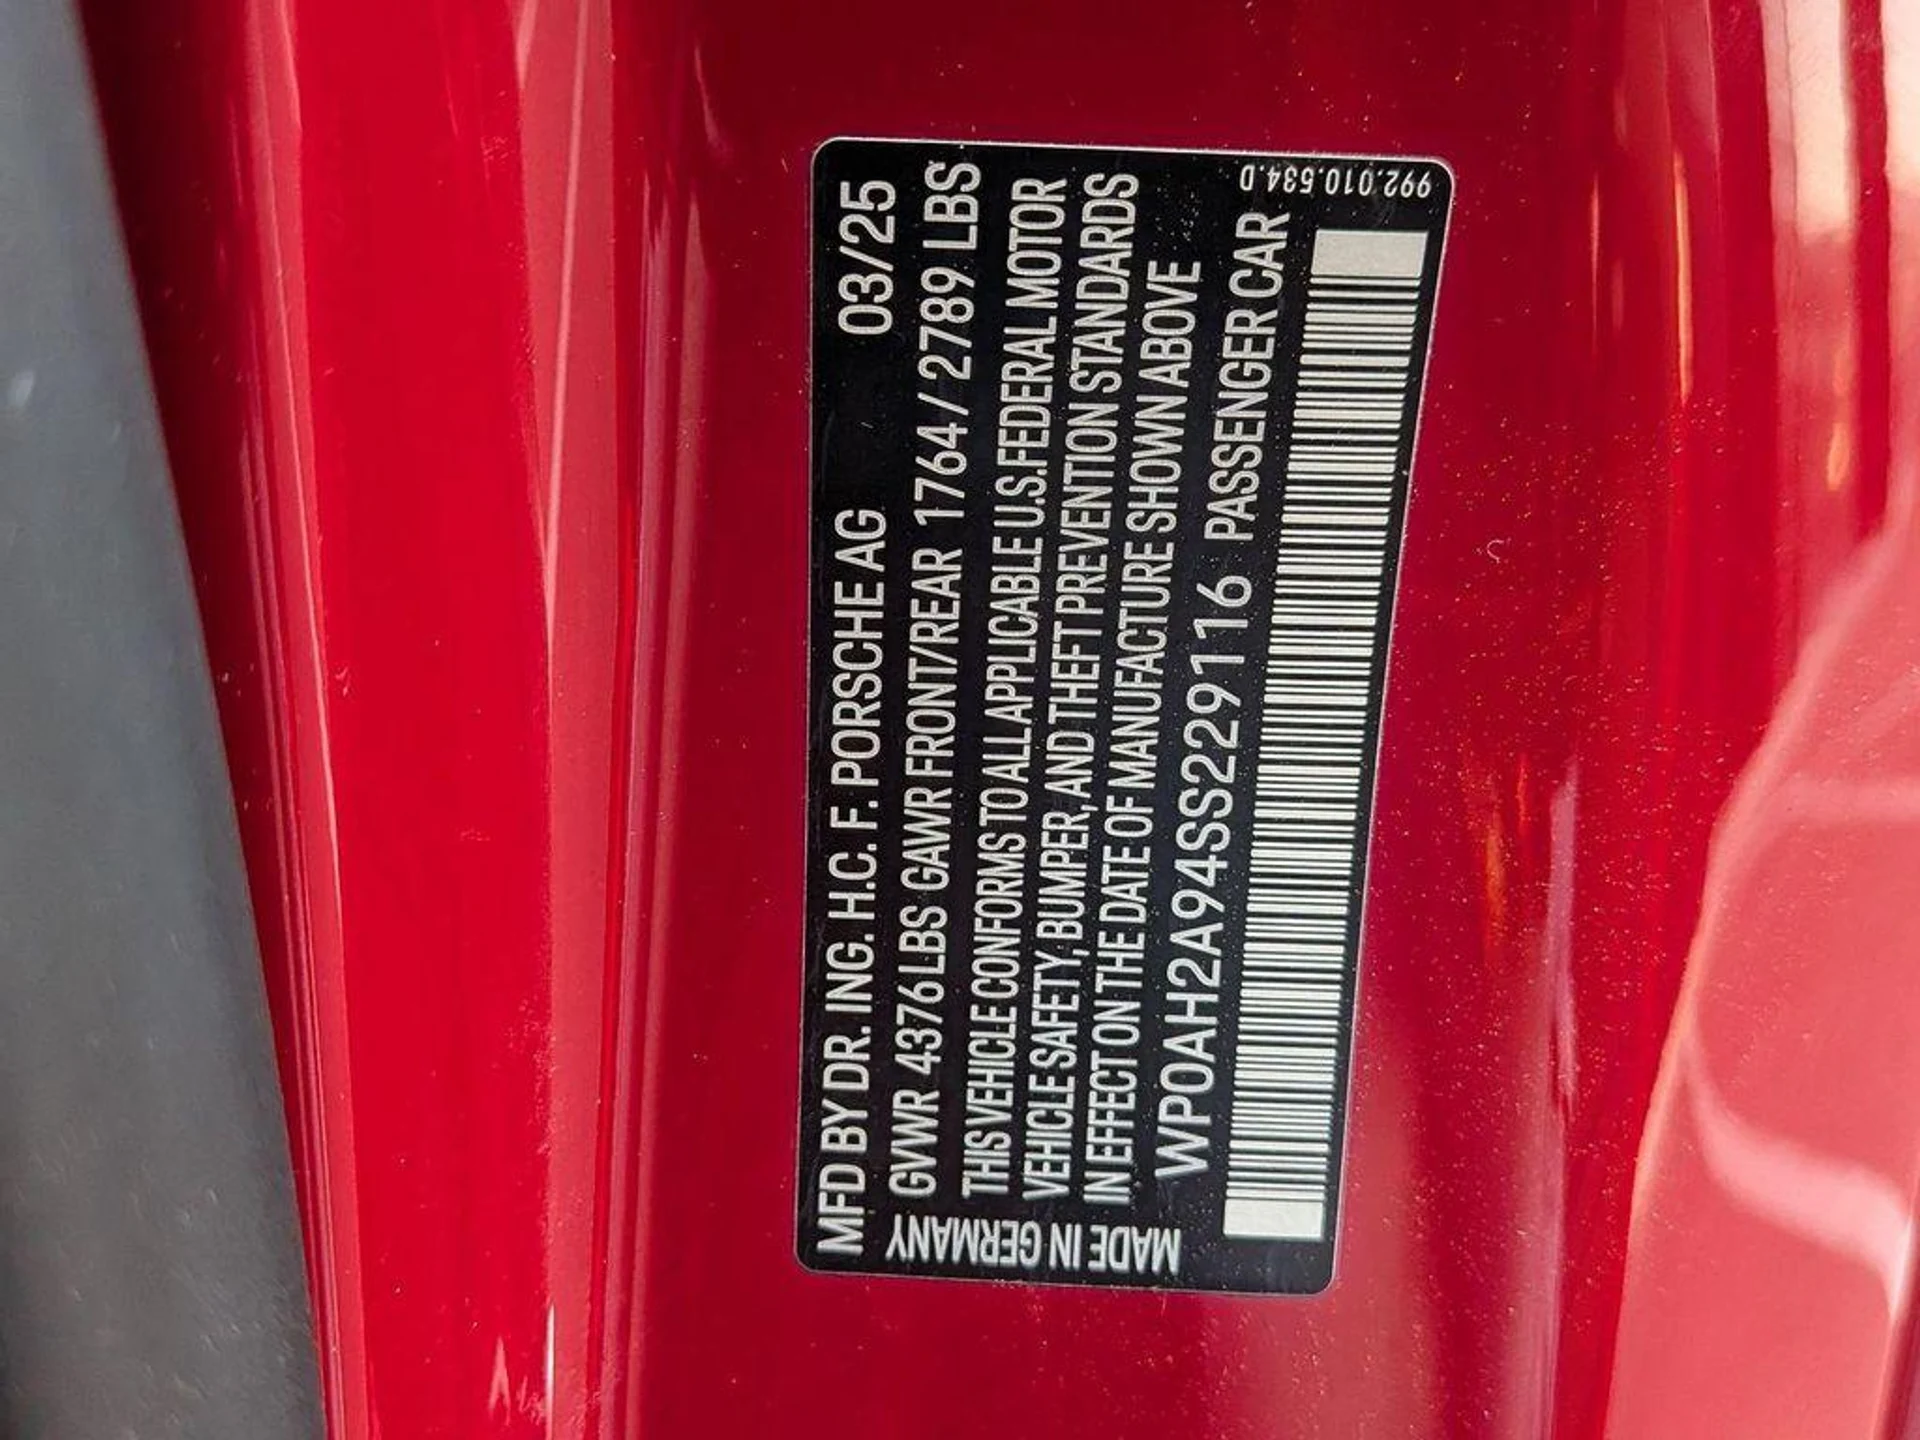 MFD BY DR. ING. H.C. F. PORSCHE AG 03/25
GVWR 4376LBS GAWR FRONT/REAR 1764/2789 LBS
THIS VEHICLE CONFORMS TO ALL APPLICABLE U.S.FEDERAL MOTOR
VEHICLE SAFETY, BUMPER, AND THEFT PREVENTION STANDARDS
IN EFFECT ON THE DATE OF MANUFACTURE SHOWN ABOVE
WP0AH2A94SS229116 PASSENGER CAR
MADE IN GERMANY
992.010.534.D